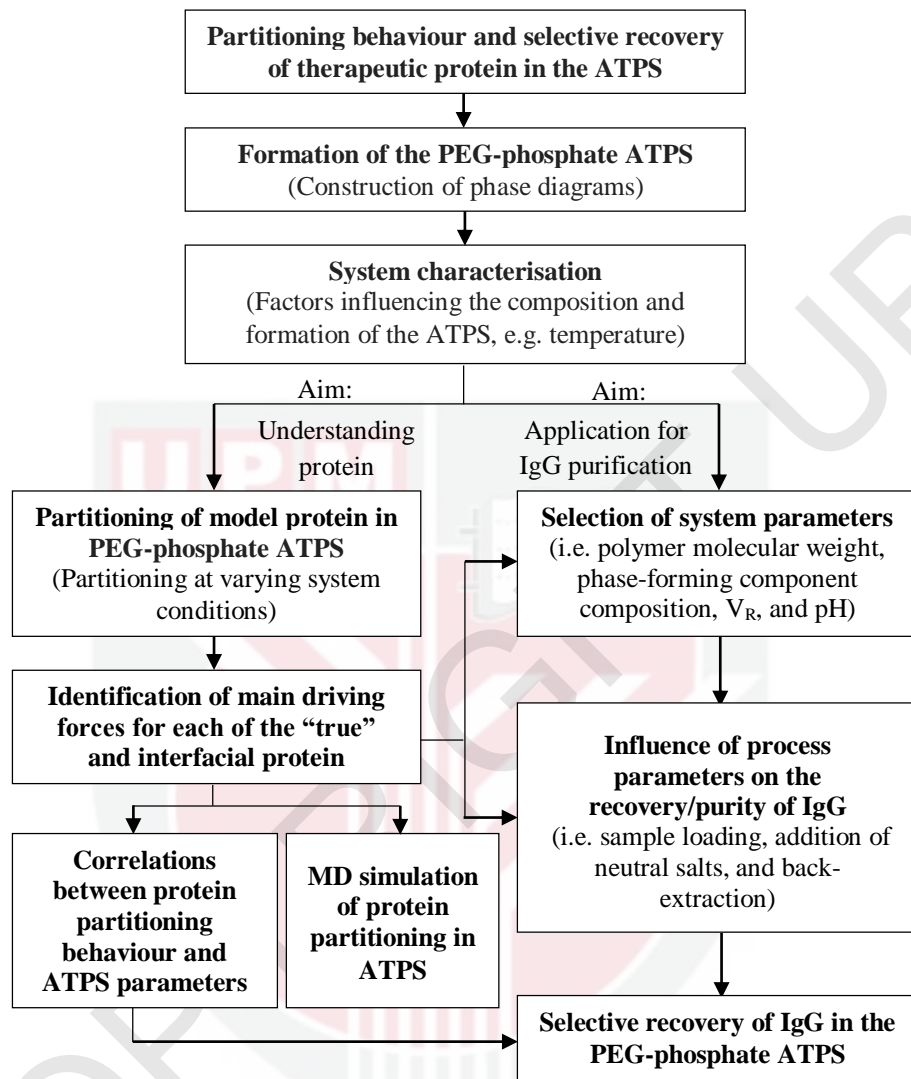 Partitioning behaviour and selective recovery
of therapeutic protein in the ATPS
Formation of the PEG-phosphate ATPS
(Construction of phase diagrams)
System characterisation
(Factors influencing the composition and
formation of the ATPS, e.g. temperature)
Aim:
Understanding
protein
Aim:
Application for
IgG purification
Partitioning of model protein in
PEG-phosphate ATPS
(Partitioning at varying system
conditions)
Identification of main driving
forces for each of the “true”
and interfacial protein
Correlations
between protein
partitioning
behaviour and
ATPS parameters
MD simulation
of protein
partitioning in
ATPS
Selection of system parameters
(i.e. polymer molecular weight,
phase-forming component
composition, VR, and pH)
Influence of process
parameters on the
recovery/purity of IgG
(i.e. sample loading, addition of
neutral salts, and back-
extraction)
Selective recovery of IgG in the
PEG-phosphate ATPS
UPM